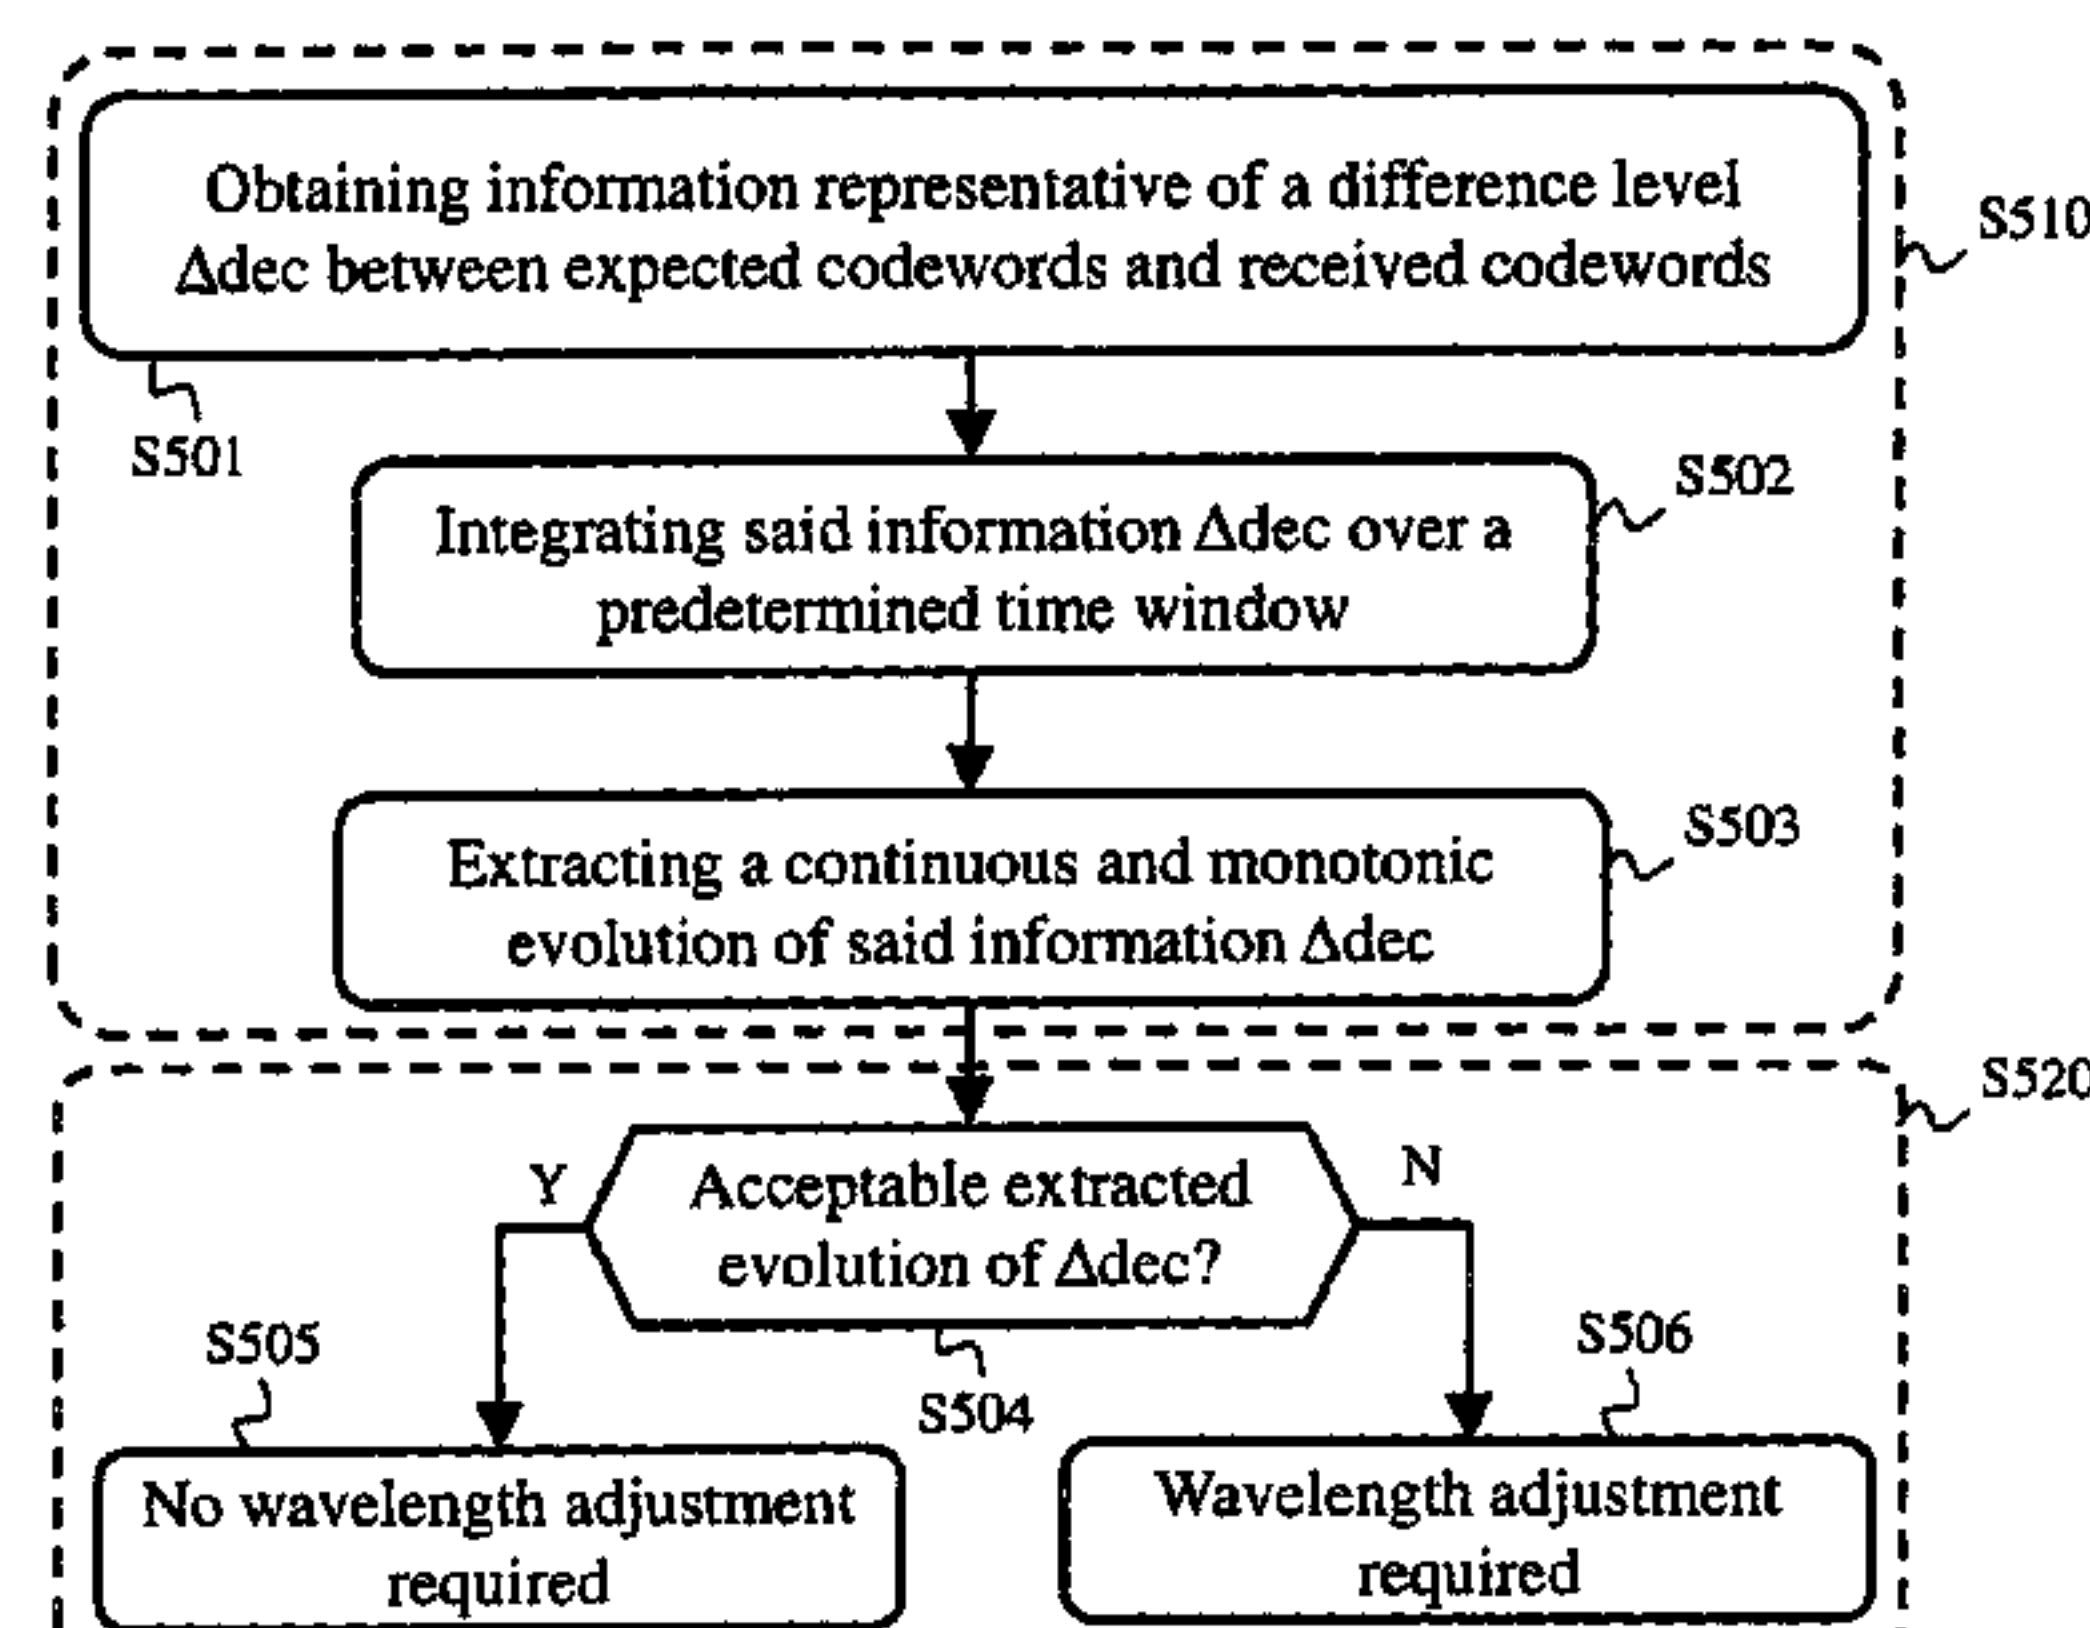 Obtaining information representative of a difference level
Δdec between expected codewords and received codewords
S510
S501
S502
Integrating said information Δdec over a
predetermined time window
S503
Extracting a continuous and monotonic
evolution of said information Δdec
S520
Y
Acceptable extracted
evolution of Δdec?
N
S505
S504
S506
No wavelength adjustment
required
Wavelength adjustment
required